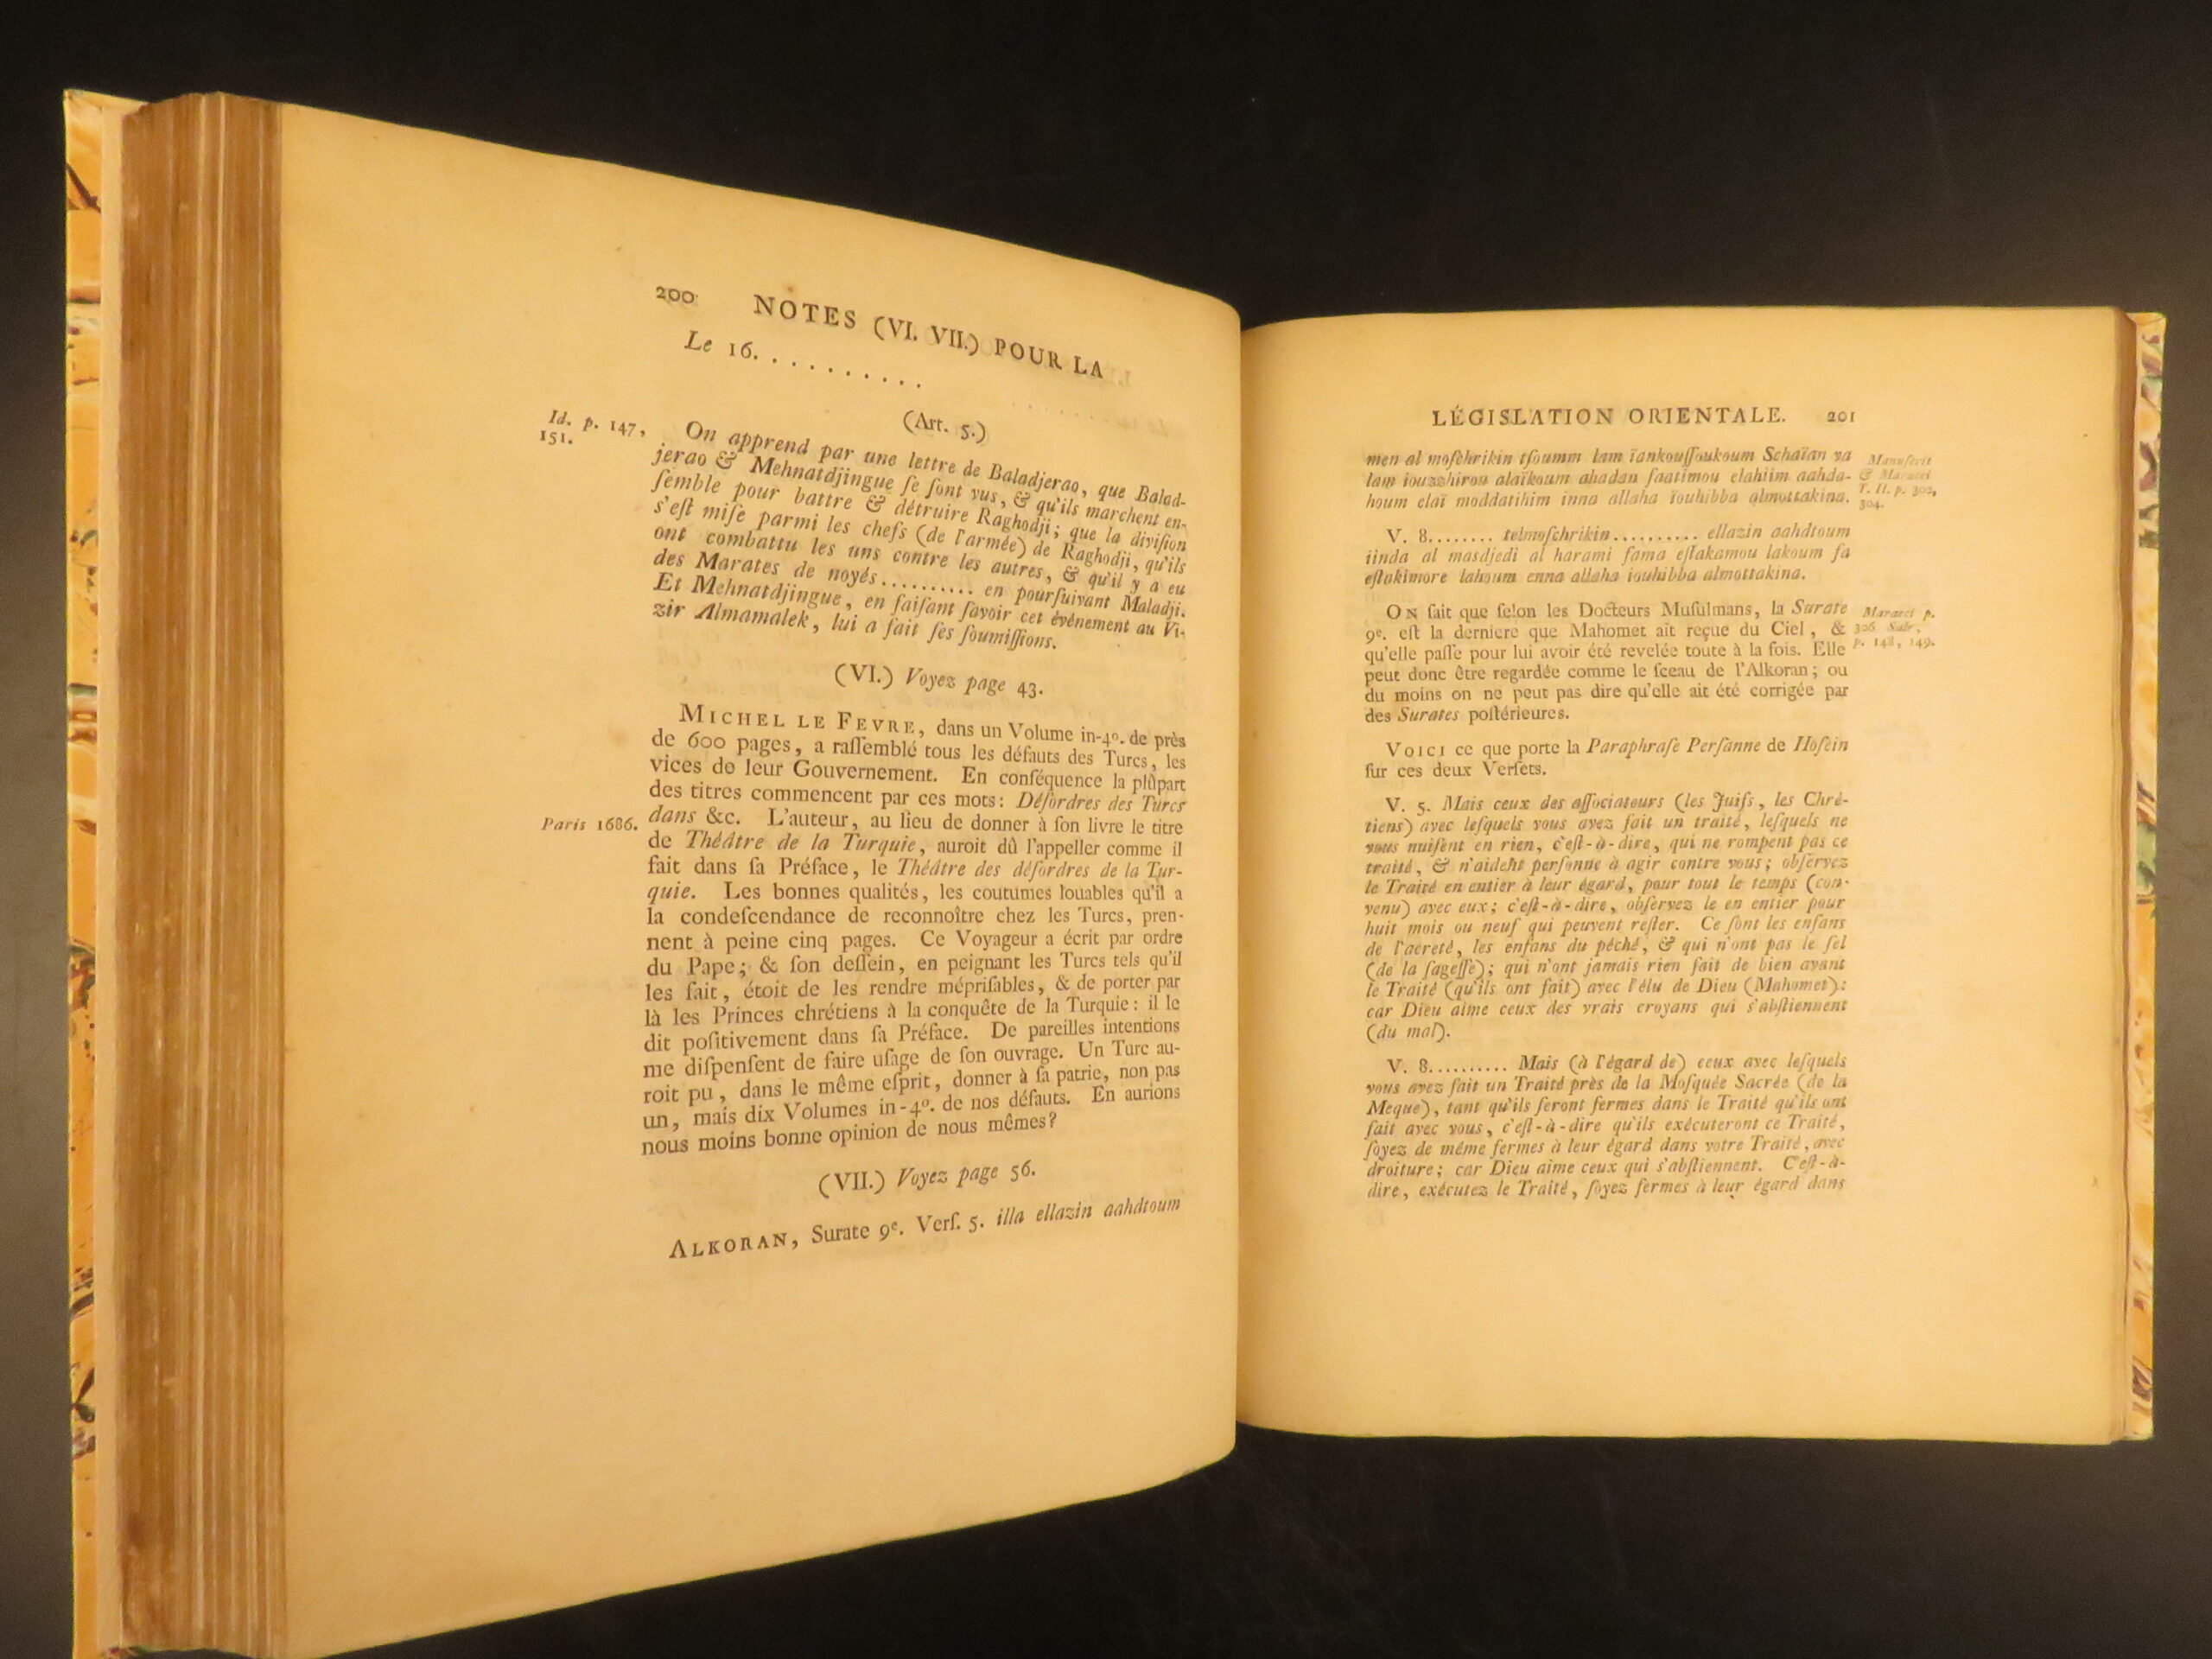 200 NOTES (VI. VII.) POUR LA
Le 16. . . . . . . . . . .
(Art. 5.)
Id. p. 147,
151.
On apprend par une lettre de Baladjerao, que Balad-
jerao & Mehnatdjingue ſe ſont vus, & qu'ils marchent en-
ſemble pour battre & détruire Raghodji; que la diviſion
s'eſt miſe parmi les chefs (de l'armée) de Raghodji, qu'ils
ont combattu les uns contre les autres, & qu'il y a eu
des Marates de noyés.......... en pourſuivant Maladji.
Et Mehnatdjingue, en faiſant ſavoir cet événement au Vi-
zir Almamalek, lui a fait ſes ſoumiſſions.
(VI.) Voyez page 43.
MICHEL LE FEVRE, dans un Volume in-4º. de près
de 600 pages, a raſſemblé tous les défauts des Turcs, les
vices de leur Gouvernement. En conſéquence la plûpart
des titres commencent par ces mots: Déſordres des Turcs
Paris 1686.
dans &c. L'auteur, au lieu de donner à ſon livre le titre
de Théâtre de la Turquie, auroit dû l'appeller comme il
fait dans ſa Préface, le Théâtre des déſordres de la Tur-
quie. Les bonnes qualités, les coutumes louables qu'il a
la condeſcendance de reconnoître chez les Turcs, pren-
nent à peine cinq pages. Ce Voyageur a écrit par ordre
du Pape; & ſon deſſein, en peignant les Turcs tels qu'il
les fait, étoit de les rendre mépriſables, & de porter par
là les Princes chrétiens à la conquête de la Turquie: il le
dit poſitivement dans ſa Préface. De pareilles intentions
me diſpenſent de faire uſage de ſon ouvrage. Un Turc au-
roit pu, dans le même eſprit, donner à ſa patrie, non pas
un, mais dix Volumes in-4º. de nos défauts. En aurions
nous moins bonne opinion de nous mêmes?
(VII.) Voyez page 56.
ALKORAN, Surate 9e. Verſ. 5. illa ellazin aahdtoum
LÉGISLATION ORIENTALE. 201
men al moſchrikin tſoumm lam ïankouſſoukoum Schaïan va
lam iouzzhirou alaïkoum ahadan faatimou elahiim aahda-
houm elaï moddatihim inna allaha ïouhibba almottakina.
Manuſcrit
& Maracci
T. II. p. 302,
304.
V. 8........ telmoſchrikin.......... ellazin aahdtoum
iinda al masdjedi al harami fama eſtakamou lakoum fa
eſtakimore lahoum enna allaha iouhibba almottakina.
ON ſait que ſelon les Docteurs Muſulmans, la Surate
9e. eſt la derniere que Mahomet aït reçue du Ciel, &
qu'elle paſſe pour lui avoir été revelée toute à la fois. Elle
peut donc être regardée comme le ſceau de l'Alkoran; ou
du moins on ne peut pas dire qu'elle ait été corrigée par
des Surates poſtérieures.
Maracci p.
306. Sale,
p. 148, 149.
VOICI ce que porte la Paraphraſe Perſanne de Hoſein
ſur ces deux Verſets.
V. 5. Mais ceux des aſſociateurs (les Juifs, les Chré-
tiens) avec leſquels vous avez fait un traité, leſquels ne
vous nuiſent en rien, c'eſt-à-dire, qui ne rompent pas ce
traité, & n'aident perſonne à agir contre vous; obſervez
le Traité en entier à leur égard, pour tout le temps (con-
venu) avec eux; c'eſt-à-dire, obſervez le en entier pour
huit mois ou neuf qui peuvent reſter. Ce ſont les enfans
de l'acreté, les enfans du péché, & qui n'ont pas le ſel
(de la ſageſſe); qui n'ont jamais rien fait de bien avant
le Traité (qu'ils ont fait) avec l'élu de Dieu (Mahomet):
car Dieu aime ceux des vrais croyans qui s'abſtiennent
(du mal).
V. 8.......... Mais (à l'égard de) ceux avec leſquels
vous avez fait un Traité près de la Moſquée Sacrée (de la
Meque), tant qu'ils ſeront fermes dans le Traité qu'ils ont
fait avec vous, c'eſt-à-dire qu'ils exécuteront ce Traité,
ſoyez de même fermes à leur égard dans votre Traité, avec
droiture; car Dieu aime ceux qui s'abſtiennent. C'eſt-à-
dire, exécutez le Traité, ſoyez fermes à leur égard dans